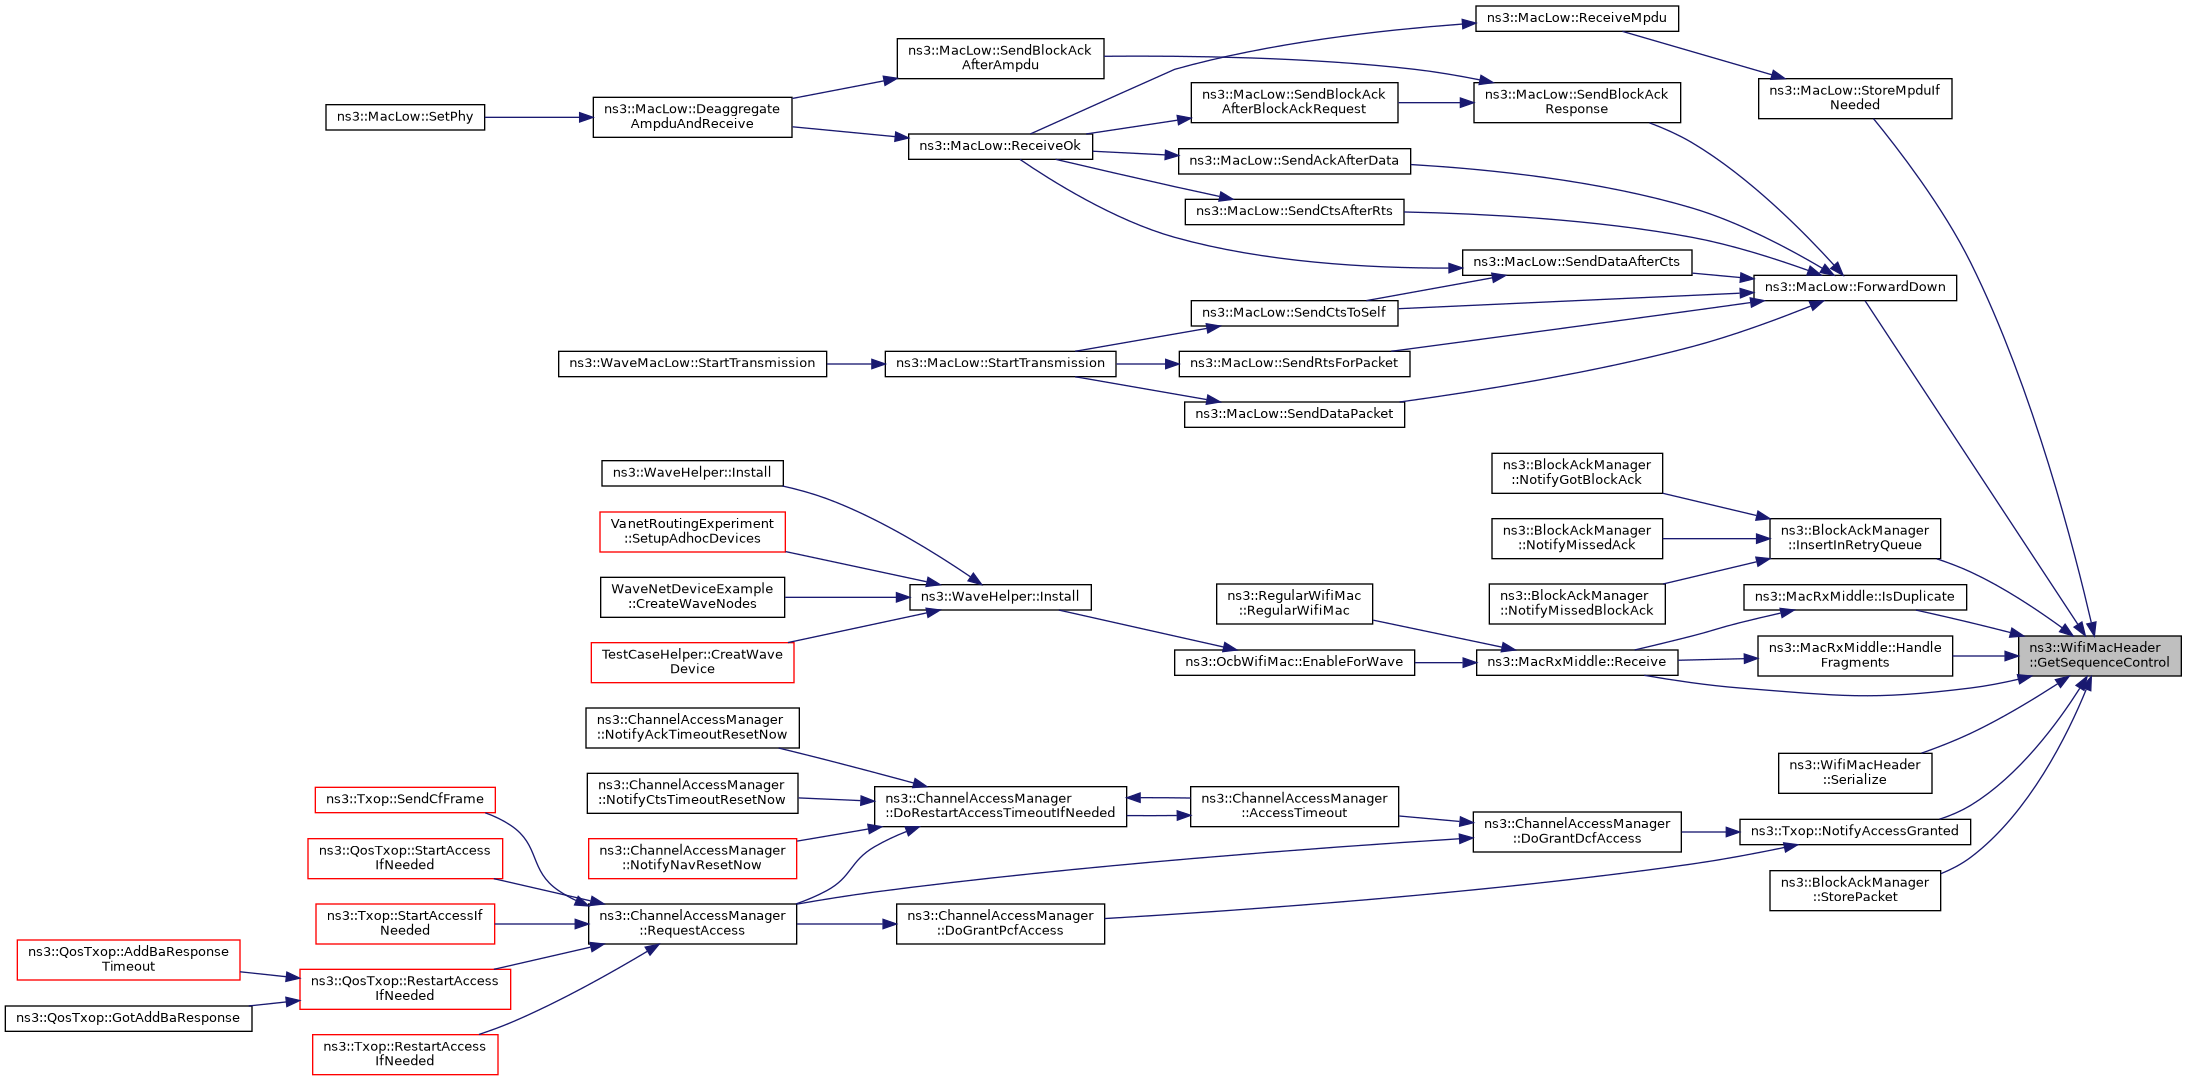 ns3::MacLow::ReceiveMpdu
ns3::MacLow::SendBlockAck
AfterAmpdu
ns3::MacLow::StoreMpduIf
Needed
ns3::MacLow::SendBlockAck
AfterBlockAckRequest
ns3::MacLow::SendBlockAck
Response
ns3::MacLow::SetPhy
ns3::MacLow::Deaggregate
AmpduAndReceive
ns3::MacLow::ReceiveOk
ns3::MacLow::SendAckAfterData
ns3::MacLow::SendCtsAfterRts
ns3::MacLow::SendDataAfterCts
ns3::MacLow::ForwardDown
ns3::MacLow::SendCtsToSelf
ns3::WaveMacLow::StartTransmission
ns3::MacLow::StartTransmission
ns3::MacLow::SendRtsForPacket
ns3::MacLow::SendDataPacket
ns3::WaveHelper::Install
ns3::BlockAckManager
::NotifyGotBlockAck
VanetRoutingExperiment
::SetupAdhocDevices
ns3::BlockAckManager
::NotifyMissedAck
ns3::BlockAckManager
::InsertInRetryQueue
WaveNetDeviceExample
::CreateWaveNodes
ns3::WaveHelper::Install
ns3::RegularWifiMac
::RegularWifiMac
ns3::BlockAckManager
::NotifyMissedBlockAck
ns3::MacRxMiddle::IsDuplicate
TestCaseHelper::CreatWave
Device
ns3::OcbWifiMac::EnableForWave
ns3::MacRxMiddle::Receive
ns3::MacRxMiddle::Handle
Fragments
ns3::WifiMacHeader
::GetSequenceControl
ns3::ChannelAccessManager
::NotifyAckTimeoutResetNow
ns3::WifiMacHeader
::Serialize
ns3::ChannelAccessManager
::NotifyCtsTimeoutResetNow
ns3::Txop::SendCfFrame
ns3::ChannelAccessManager
::DoRestartAccessTimeoutIfNeeded
ns3::ChannelAccessManager
::AccessTimeout
ns3::ChannelAccessManager
::DoGrantDcfAccess
ns3::Txop::NotifyAccessGranted
ns3::QosTxop::StartAccess
IfNeeded
ns3::ChannelAccessManager
::NotifyNavResetNow
ns3::BlockAckManager
::StorePacket
ns3::Txop::StartAccessIf
Needed
ns3::ChannelAccessManager
::RequestAccess
ns3::ChannelAccessManager
::DoGrantPcfAccess
ns3::QosTxop::AddBaResponse
Timeout
ns3::QosTxop::RestartAccess
IfNeeded
ns3::QosTxop::GotAddBaResponse
ns3::Txop::RestartAccess
IfNeeded